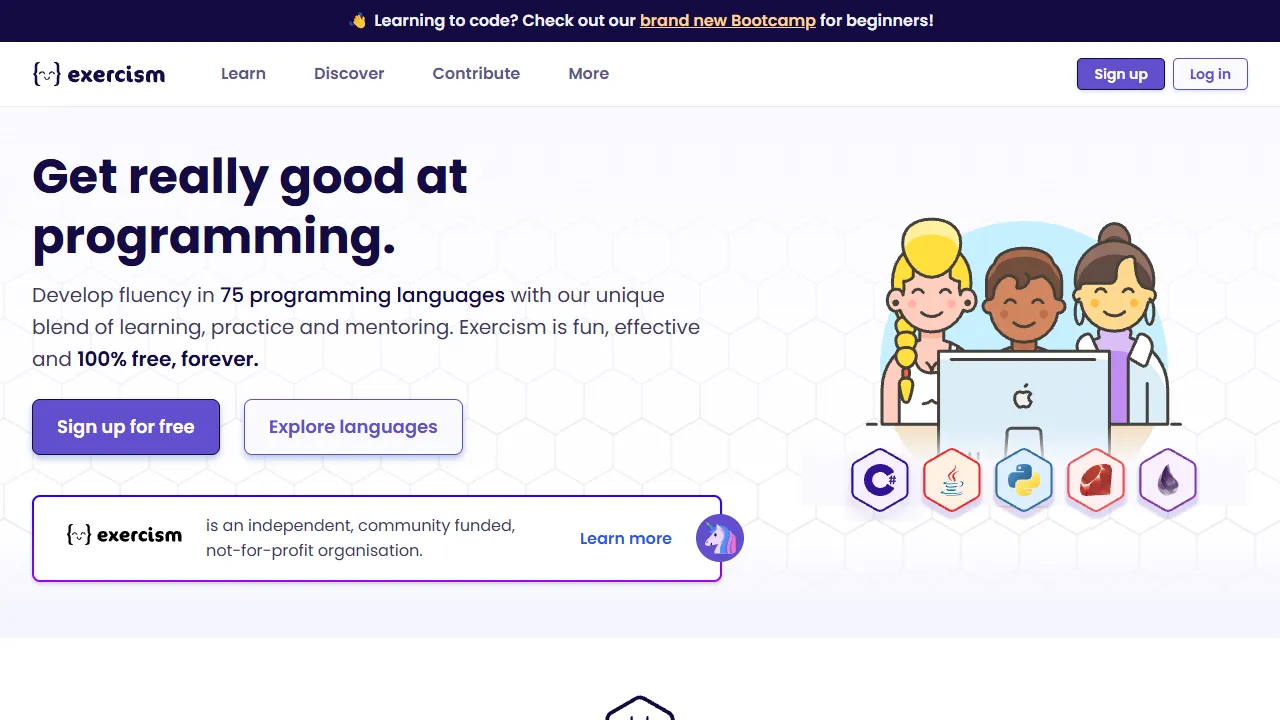 👋 Learning to code? Check out our brand new Bootcamp for beginners!
exercism
Learn
Discover
Contribute
More
Sign up
Log in
Get really good at
programming.
Develop fluency in 75 programming languages with our unique
blend of learning, practice and mentoring. Exercism is fun, effective
and 100% free, forever.
Sign up for free
Explore languages
exercism
is an independent, community funded,
not-for-profit organisation.
Learn more
C#